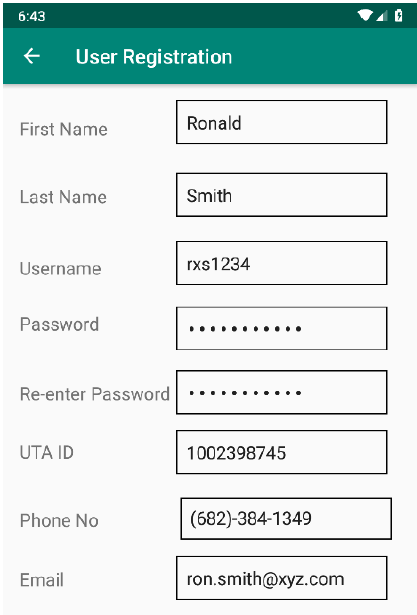 6:43
User Registration
First Name Ronald
Last Name Smith
Username rxs1234
Password •••••••••••
Re-enter Password •••••••••••
UTA ID 1002398745
Phone No (682)-384-1349
Email ron.smith@xyz.com